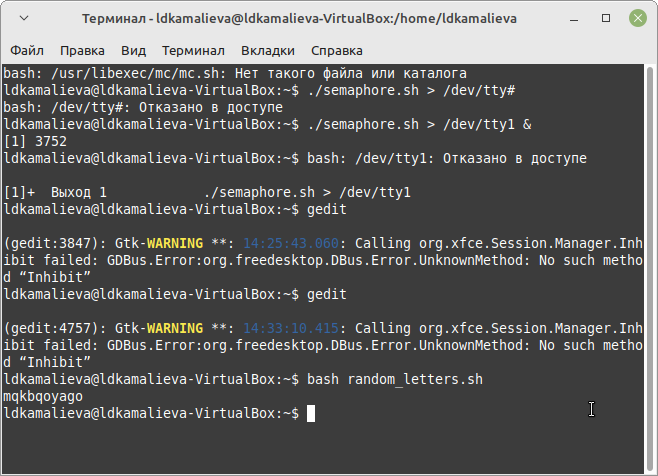 Терминал - ldkamalieva@ldkamalieva-VirtualBox:/home/ldkamalieva
Файл Правка Вид Терминал Вкладки Справка
bash: /usr/libexec/mc/mc.sh: Нет такого файла или каталога
ldkamalieva@ldkamalieva-VirtualBox:~$ ./semaphore.sh > /dev/tty#
bash: /dev/tty#: Отказано в доступе
ldkamalieva@ldkamalieva-VirtualBox:~$ ./semaphore.sh > /dev/tty1 &
[1] 3752
ldkamalieva@ldkamalieva-VirtualBox:~$ bash: /dev/tty1: Отказано в доступе
[1]+  Выход 1            ./semaphore.sh > /dev/tty1
ldkamalieva@ldkamalieva-VirtualBox:~$ gedit
(gedit:3847): Gtk-WARNING **: 14:25:43.060: Calling org.xfce.Session.Manager.Inh
ibit failed: GDBus.Error:org.freedesktop.DBus.Error.UnknownMethod: No such metho
d “Inhibit”
ldkamalieva@ldkamalieva-VirtualBox:~$ gedit
(gedit:4757): Gtk-WARNING **: 14:33:10.415: Calling org.xfce.Session.Manager.Inh
ibit failed: GDBus.Error:org.freedesktop.DBus.Error.UnknownMethod: No such metho
d “Inhibit”
ldkamalieva@ldkamalieva-VirtualBox:~$ bash random_letters.sh
mqkbqoyago
ldkamalieva@ldkamalieva-VirtualBox:~$